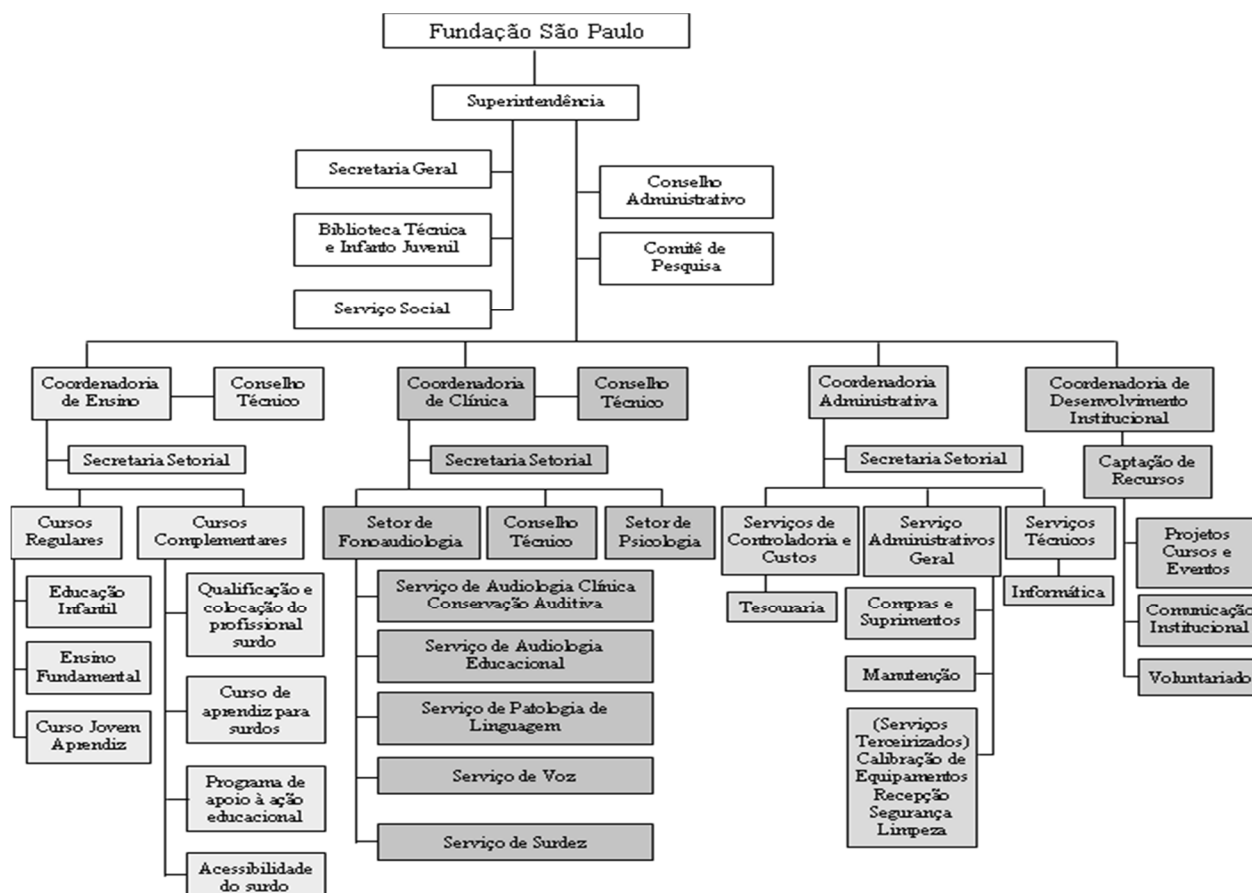 Fundação São Paulo
Superintendência
Secretaria Geral
Conselho
Administrativo
Biblioteca Técnica
e Infanto Juvenil
Comitê de
Pesquisa
Serviço Social
Coordenadoria
de Ensino
Conselho
Técnico
Coordenadoria
de Clínica
Conselho
Técnico
Coordenadoria
Administrativa
Coordenadoria de
Desenvolvimento
Institucional
Secretaria Setorial
Secretaria Setorial
Secretaria Setorial
Captação de
Recursos
Cursos
Regulares
Cursos
Complementares
Setor de
Fonoaudiologia
Conselho
Técnico
Setor de
Psicologia
Serviços de
Controladoria e
Custos
Serviço
Administrativos
Geral
Serviços
Técnicos
Projetos
Cursos e
Eventos
Educação
Infantil
Ensino
Fundamental
Curso Jovem
Aprendiz
Qualificação e
colocação do
profissional
surdo
Curso de
aprendiz para
surdos
Programa de
apoio à ação
educacional
Acessibilidade
do surdo
Serviço de Audiologia Clínica
Conservação Auditiva
Serviço de Audiologia
Educacional
Serviço de Patologia de
Linguagem
Serviço de Voz
Serviço de Surdez
Tesouraria
Compras e
Suprimentos
Manutenção
(Serviços
Terceirizados)
Calibração de
Equipamentos
Recepção
Segurança
Limpeza
Informática
Comunicação
Institucional
Voluntariado